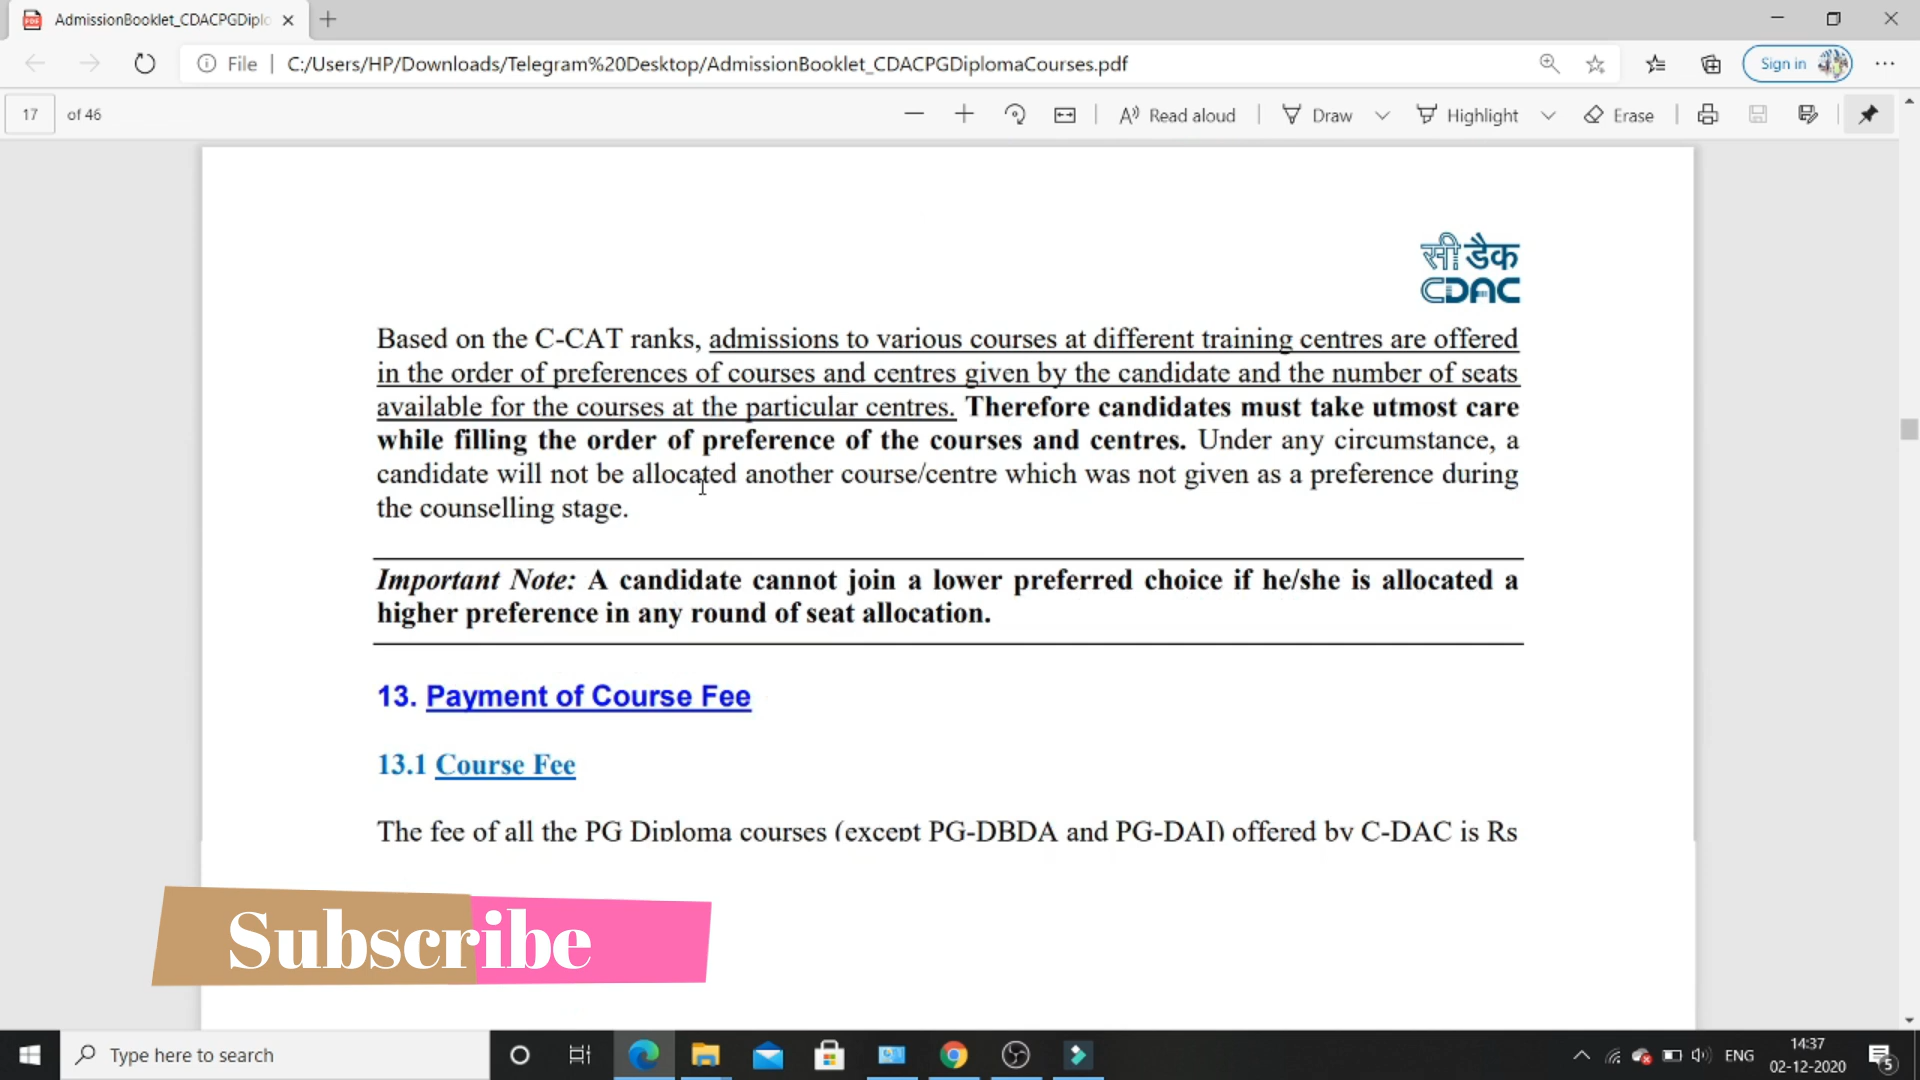 AdmissionBooklet_CDACPGDiplo
File
C:/Users/HP/Downloads/Telegram%20Desktop/AdmissionBooklet_CDACPGDiplomaCourses.pdf
Sign in
17 of 46
Read aloud
Draw
Highlight
Erase
सी डैक
CDAC
Based on the C-CAT ranks, admissions to various courses at different training centres are offered
in the order of preferences of courses and centres given by the candidate and the number of seats
available for the courses at the particular centres. Therefore candidates must take utmost care
while filling the order of preference of the courses and centres. Under any circumstance, a
candidate will not be allocated another course/centre which was not given as a preference during
the counselling stage.
Important Note: A candidate cannot join a lower preferred choice if he/she is allocated a
higher preference in any round of seat allocation.
13. Payment of Course Fee
13.1 Course Fee
The fee of all the PG Diploma courses (except PG-DBDA and PG-DAI) offered by C-DAC is Rs
Subscribe
Type here to search
ENG
14:37
02-12-2020
5